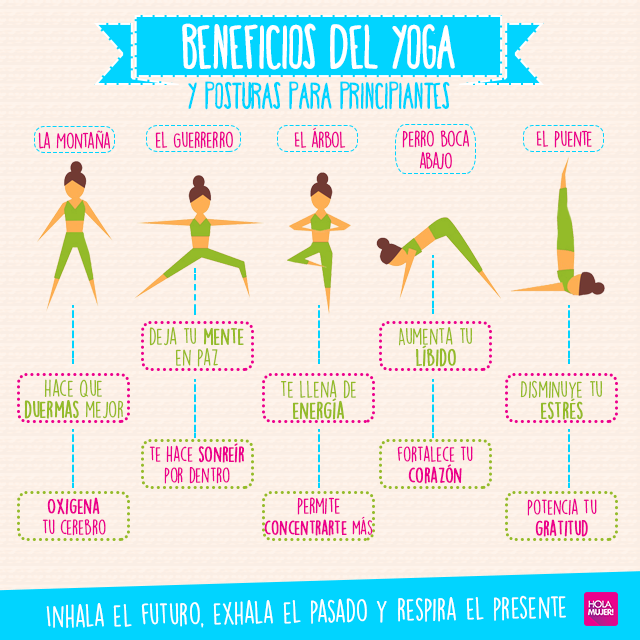 BENEFICIOS DEL YOGA
Y POSTURAS PARA PRINCIPIANTES
LA MONTAÑA
EL GUERRERRO
EL ÁRBOL
PERRO BOCA
ABAJO
EL PUENTE
DEJA TU MENTE
EN PAZ
AUMENTA TU
LÍBIDO
HACE QUE
DUERMAS MEJOR
TE LLENA DE
ENERGÍA
DISMINUYE TU
ESTRÉS
TE HACE SONREÍR
POR DENTRO
FORTALECE TU
CORAZÓN
OXIGENA
TU CEREBRO
PERMITE
CONCENTRARTE MÁS
POTENCIA TU
GRATITUD
INHALA EL FUTURO, EXHALA EL PASADO Y RESPIRA EL PRESENTE
HOLA
MUJER!